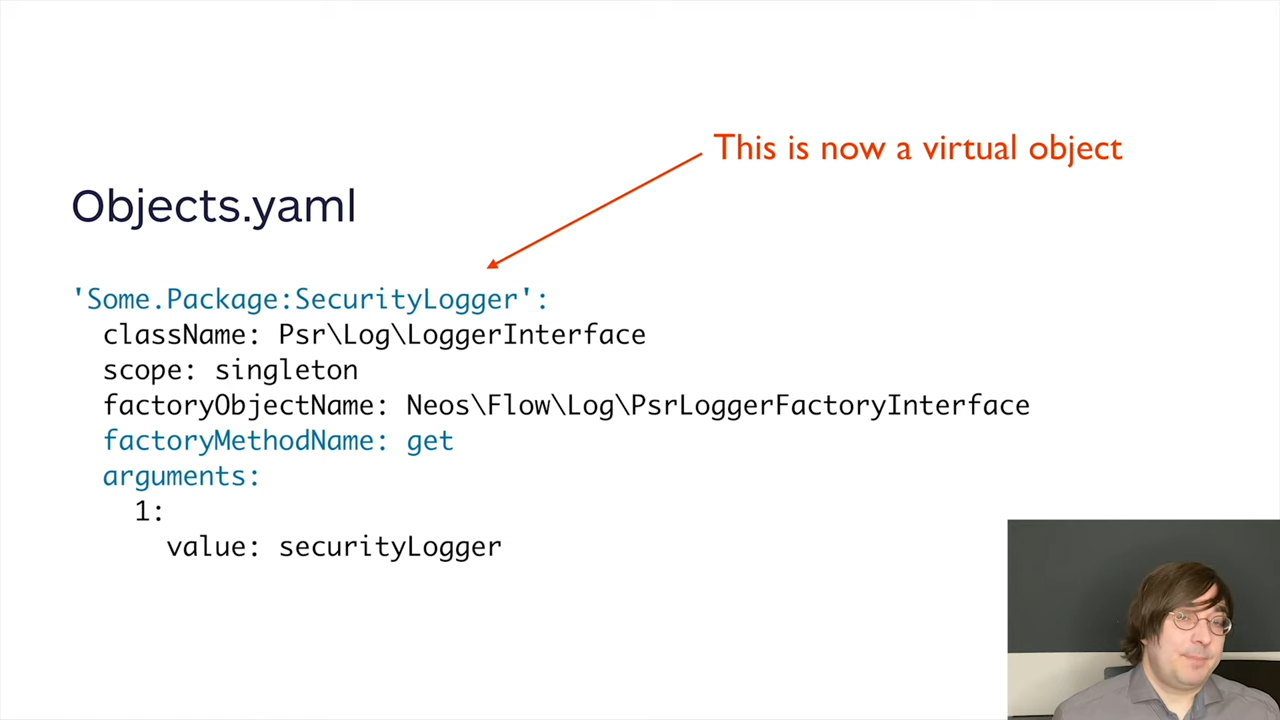 This is now a virtual object
Objects.yaml
'Some.Package:SecurityLogger':
className: Psr\Log\LoggerInterface
scope: singleton
factoryObjectName: Neos\Flow\Log\PsrLoggerFactoryInterface
factoryMethodName: get
arguments:
1:
value: securityLogger